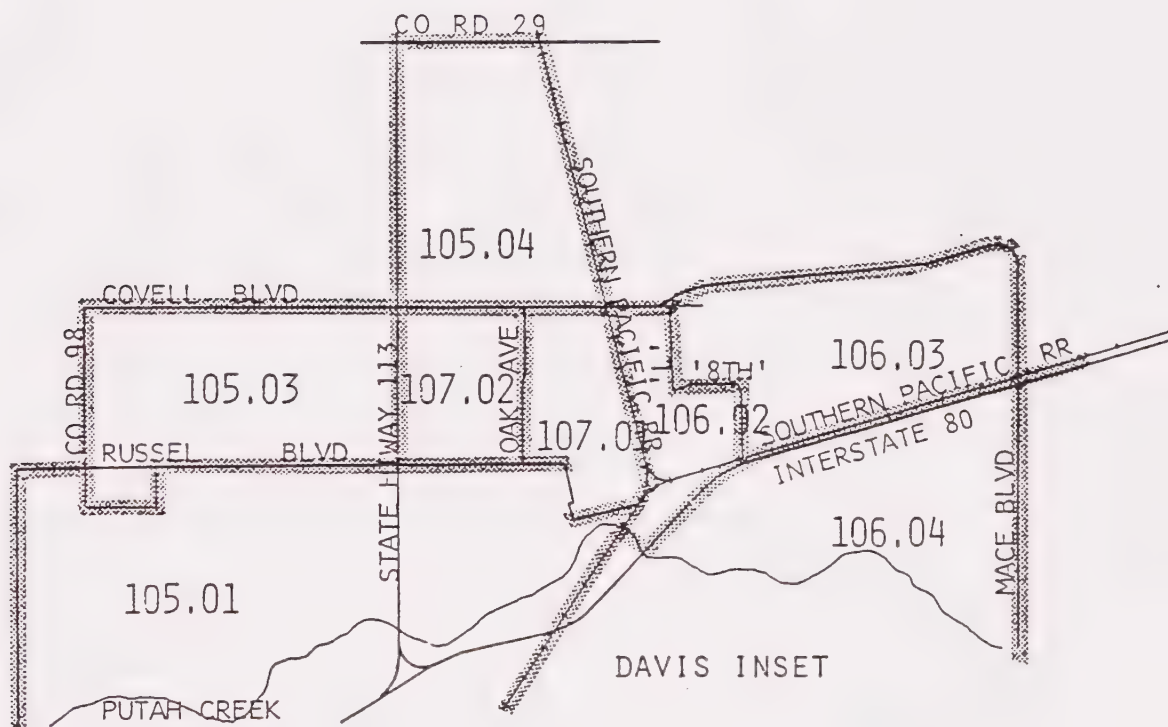 CO RD 29
SOUTHERN PACIFIC RR
105.04
COVELL BLVD
CO RD 98
105.03
STATE HWAY 113
107.02
OAK AVE
107.01
'L'
'8TH'
106.02
106.03
SOUTHERN PACIFIC RR
INTERSTATE 80
RUSSEL BLVD
106.04
MACE BLVD
105.01
DAVIS INSET
PUTAH CREEK